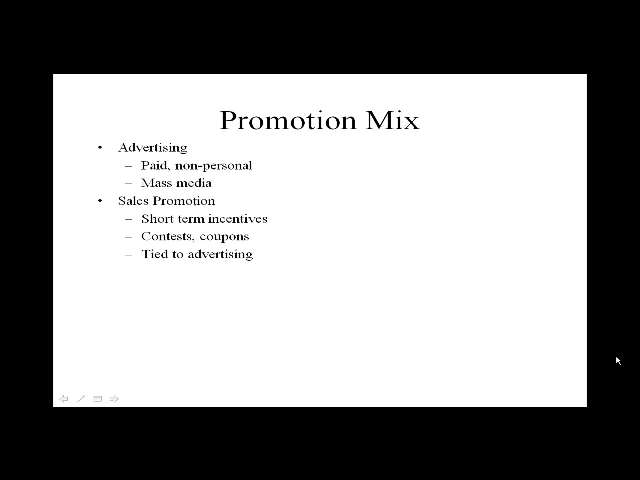 Promotion Mix
• Advertising
– Paid, non-personal
– Mass media
• Sales Promotion
– Short term incentives
– Contests, coupons
– Tied to advertising